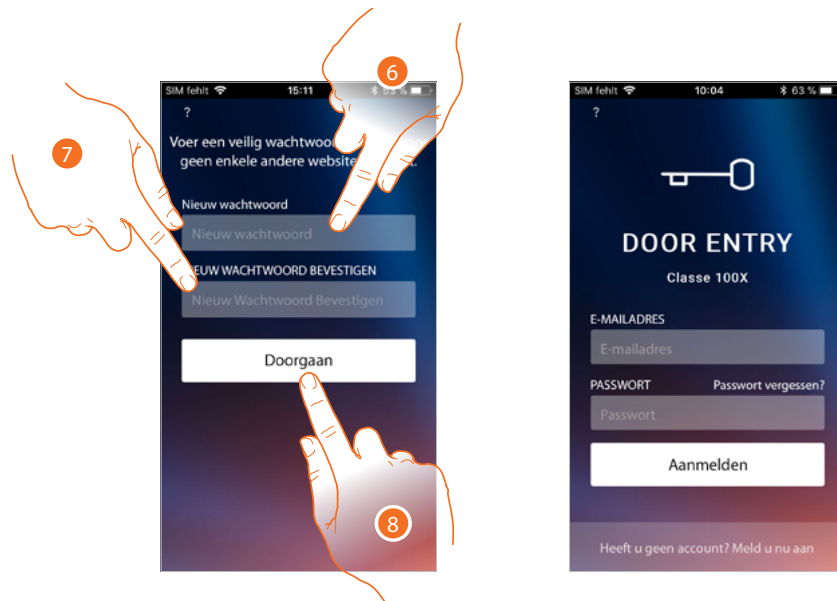 6
SIM fehlt 15:11 63 %
?
Voer een veilig
geen enkele andere website
7
Nieuw wachtwoord
Nieuw wachtwoord
EUW WACHTWOORD BEVESTIGEN
Nieuw Wachtwoord Bevestigen
Doorgaan
8
SIM fehlt 10:04 63 %
?
DOOR ENTRY
Classe 100X
E-MAILADRES
E-mailadres
PASSWORT Passwort vergessen?
Passwort
Aanmelden
Heeft u geen account? Meld u nu aan